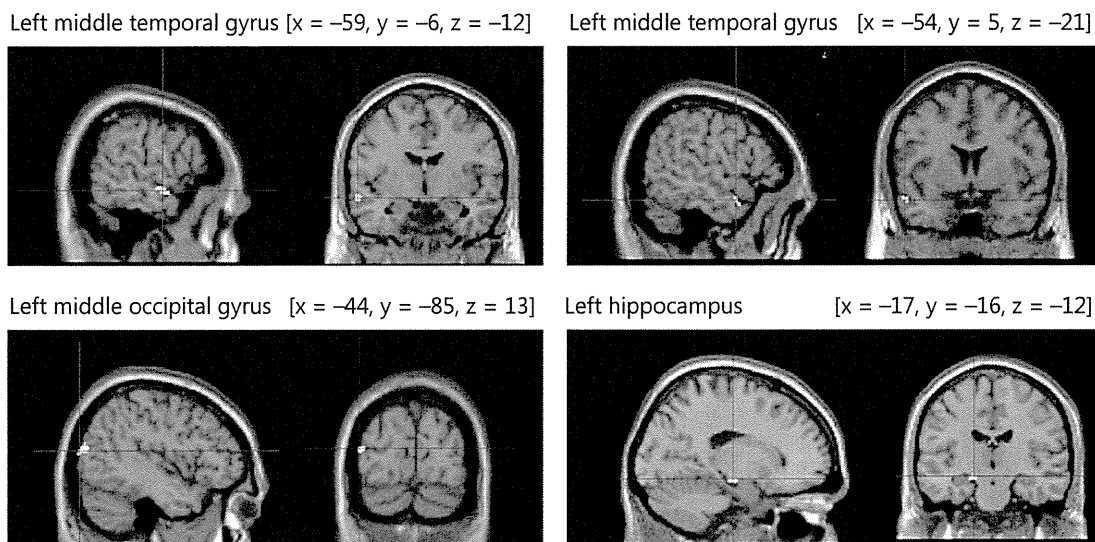 Left middle temporal gyrus [x = –59, y = –6, z = –12]
Left middle temporal gyrus [x = –54, y = 5, z = –21]
Left middle occipital gyrus [x = –44, y = –85, z = 13]
Left hippocampus [x = –17, y = –16, z = –12]